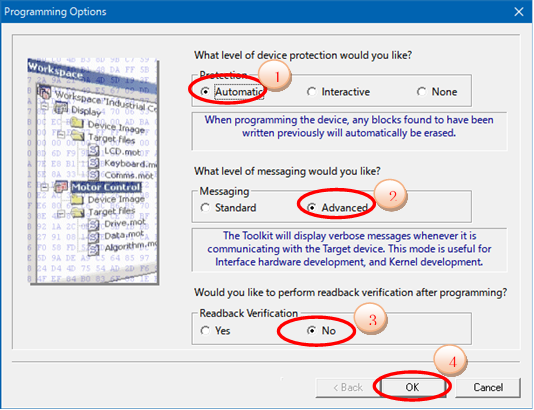 Programming Options
What level of device protection would you like?
Protection
Automatic
Interactive
None
1
When programming the device, any blocks found to have been
written previously will automatically be erased.
What level of messaging would you like?
Messaging
Standard
Advanced
2
The Toolkit will display verbose messages whenever it is
communicating with the Target device. This mode is useful for
Interface hardware development, and Kernel development.
Would you like to perform readback verification after programming?
Readback Verification
Yes
No
3
4
< Back
OK
Cancel
Workspace
Workspace 'Industrial Co
Display
Device Image
Target files
LCD.mot
Keyboard.mot
Comms.mot
Motor Control
Device Image
Target files
Drive.mot
Data.mot
Algorithm.mot